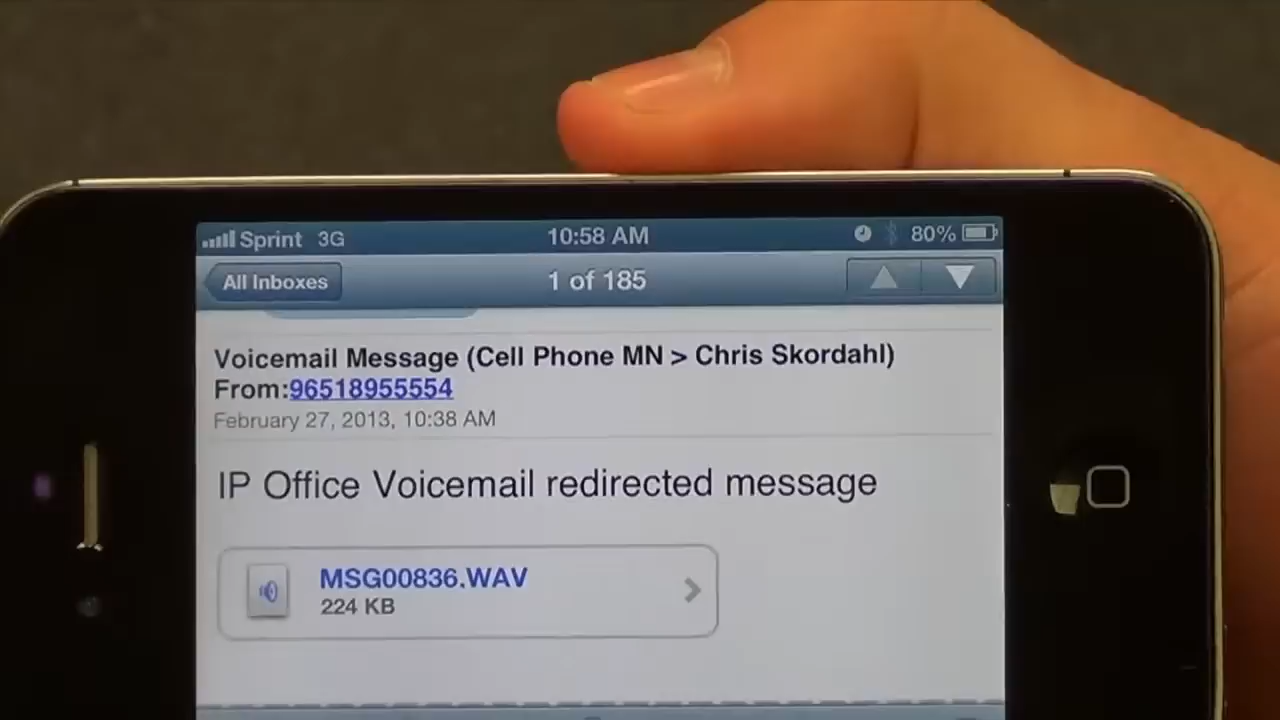 Sprint 3G 10:58 AM 80%
All Inboxes 1 of 185
Voicemail Message (Cell Phone MN > Chris Skordahl)
From:96518955554
February 27, 2013, 10:38 AM
IP Office Voicemail redirected message
MSG00836.WAV
224 KB